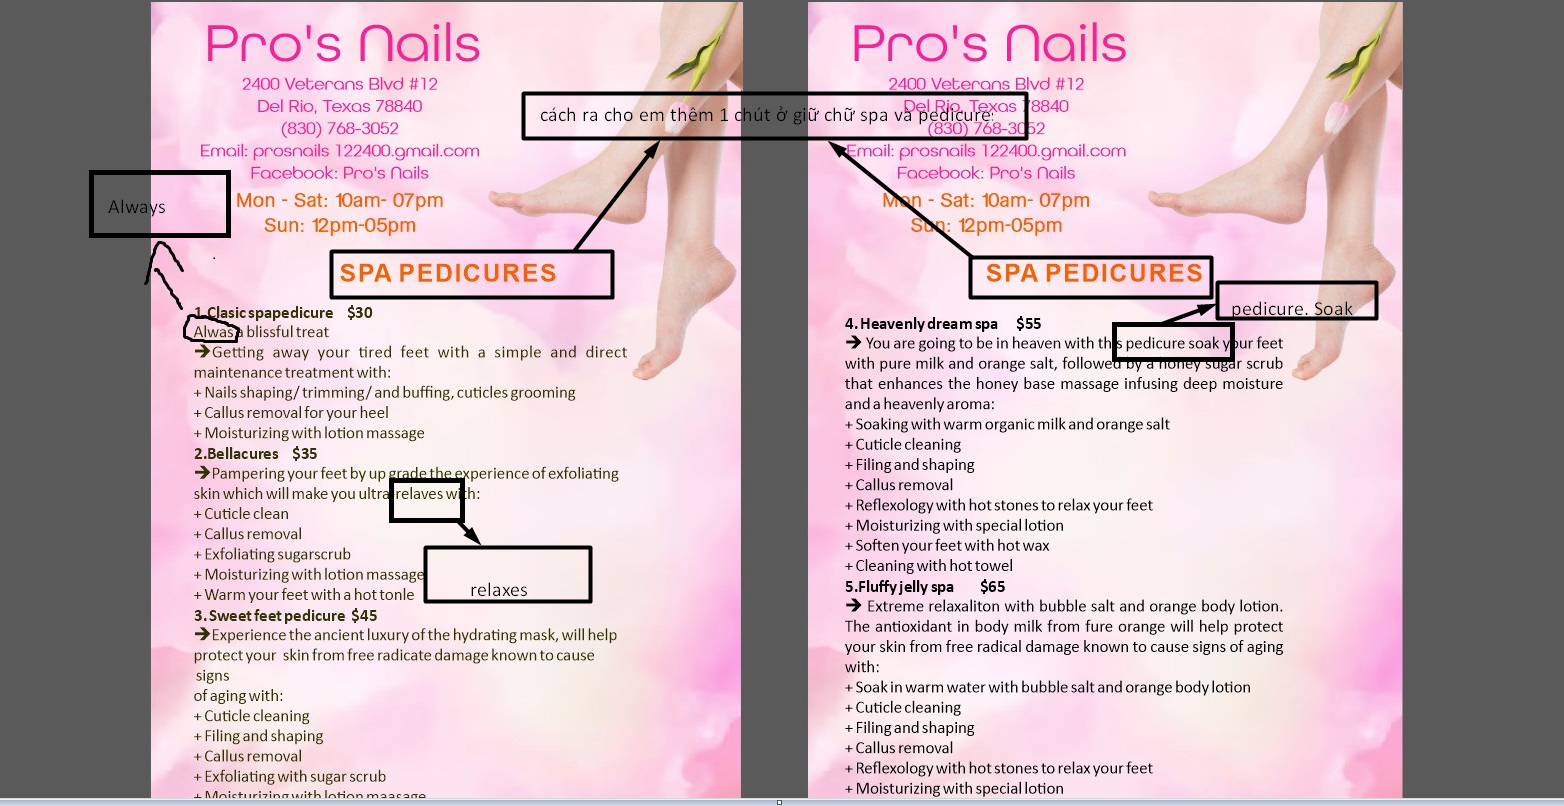 Pro's Nails
2400 Veterans Blvd #12
Del Rio, Texas 78840
(830) 768-3052
Email: prosnails 122400.gmail.com
Facebook: Pro's Nails
Mon - Sat: 10am- 07pm
Sun: 12pm-05pm
cách ra cho em thêm 1 chút ở giữ chữ spa và pedicure
Always
SPA PEDICURES
1.Clasic spapedicure $30
Alwas a blissful treat
➔Getting away your tired feet with a simple and direct
maintenance treatment with:
+ Nails shaping/ trimming/ and buffing, cuticles grooming
+ Callus removal for your heel
+ Moisturizing with lotion massage
2.Bellacures $35
➔Pampering your feet by up grade the experience of exfoliating
skin which will make you ultra relaves with:
+ Cuticle clean
+ Callus removal
+ Exfoliating sugarscrub
+ Moisturizing with lotion massage
+ Warm your feet with a hot tonle
relaxes
3.Sweet feet pedicure $45
➔Experience the ancient luxury of the hydrating mask, will help
protect your skin from free radicate damage known to cause
signs
of aging with:
+ Cuticle cleaning
+ Filing and shaping
+ Callus removal
+ Exfoliating with sugar scrub
+ Moisturizing with lotion maasage
Pro's Nails
2400 Veterans Blvd #12
Del Rio, Texas 78840
(830) 768-3052
Email: prosnails 122400.gmail.com
Facebook: Pro's Nails
Mon - Sat: 10am- 07pm
Sun: 12pm-05pm
SPA PEDICURES
pedicure. Soak
4.Heavenly dream spa $55
➔ You are going to be in heaven with this pedicure soak your feet
with pure milk and orange salt, followed by a honey sugar scrub
that enhances the honey base massage infusing deep moisture
and a heavenly aroma:
+ Soaking with warm organic milk and orange salt
+ Cuticle cleaning
+ Filing and shaping
+ Callus removal
+ Reflexology with hot stones to relax your feet
+ Moisturizing with special lotion
+ Soften your feet with hot wax
+ Cleaning with hot towel
5.Fluffy jelly spa $65
➔ Extreme relaxaliton with bubble salt and orange body lotion.
The antioxidant in body milk from fure orange will help protect
your skin from free radical damage known to cause signs of aging
with:
+ Soak in warm water with bubble salt and orange body lotion
+ Cuticle cleaning
+ Filing and shaping
+ Callus removal
+ Reflexology with hot stones to relax your feet
+ Moisturizing with special lotion